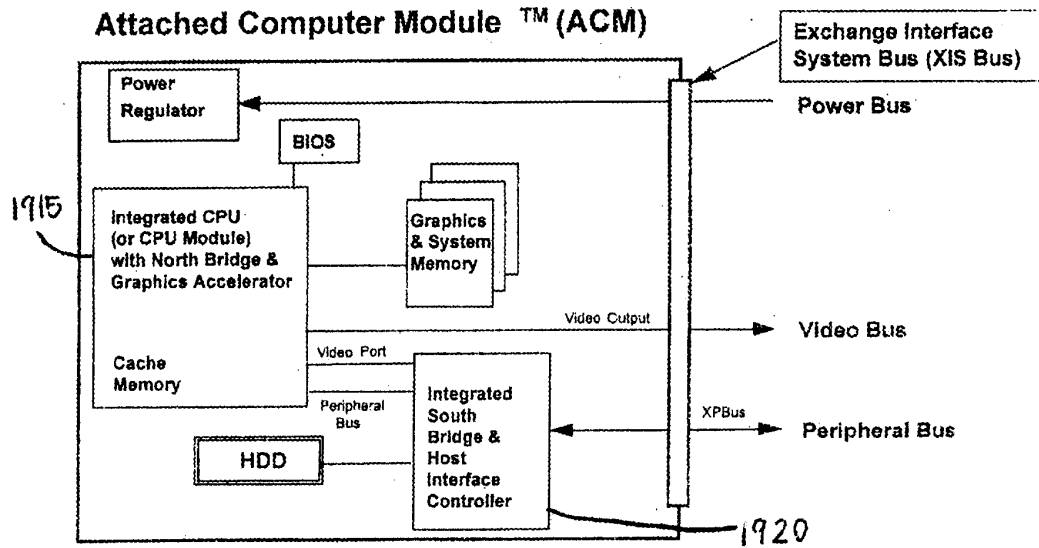 Attached Computer Module ™ (ACM)
Exchange Interface
System Bus (XIS Bus)
Power
Regulator
Power Bus
BIOS
1915
Integrated CPU
(or CPU Module)
with North Bridge &
Graphics Accelerator
Graphics
& System
Memory
Video Output
Video Bus
Video Port
Cache
Memory
Peripheral
Bus
Integrated
South
Bridge &
Host
Interface
Controller
XPBus
Peripheral Bus
HDD
1920